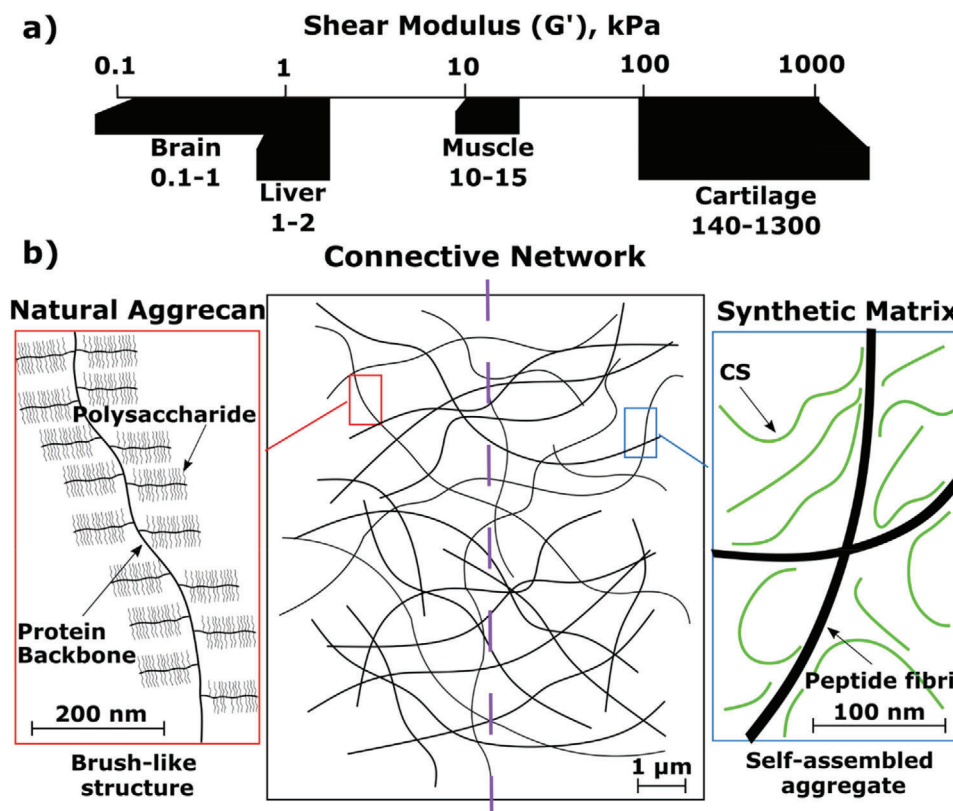 a)
Shear Modulus (G'), kPa
0.1 1 10 100 1000
Brain
0.1-1
Liver
1-2
Muscle
10-15
Cartilage
140-1300
b)
Connective Network
Natural Aggrecan
Polysaccharide
Protein
Backbone
200 nm
Brush-like
structure
1 µm
Synthetic Matrix
CS
Peptide fibri
100 nm
Self-assembled
aggregate